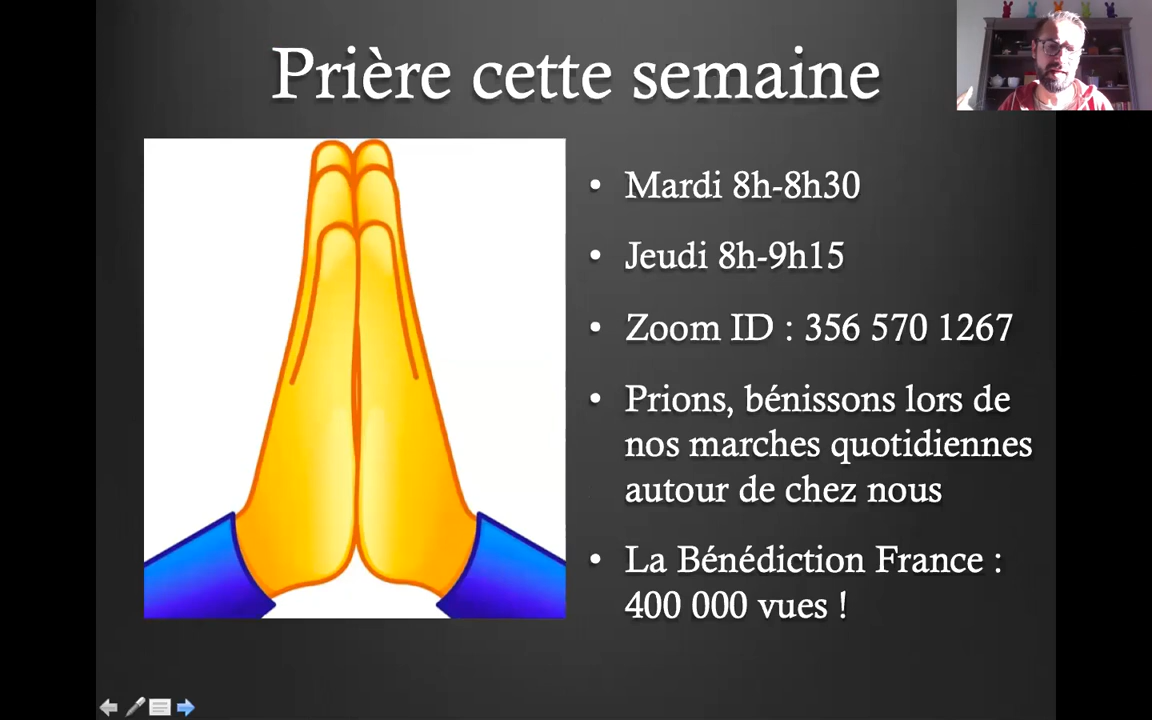 Prière cette semaine
• Mardi 8h-8h30
• Jeudi 8h-9h15
• Zoom ID : 356 570 1267
• Prions, bénissons lors de
nos marches quotidiennes
autour de chez nous
• La Bénédiction France :
400 000 vues !